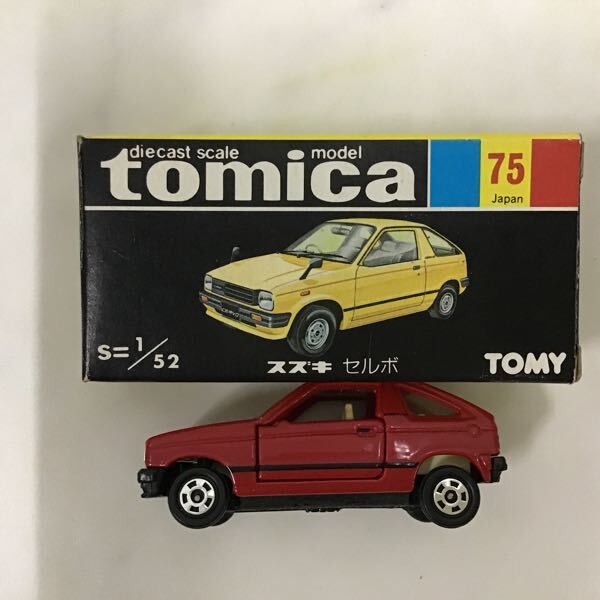 diecast scale model
tomica
75
Japan
S=1/52
スズキ セルボ
TOMY